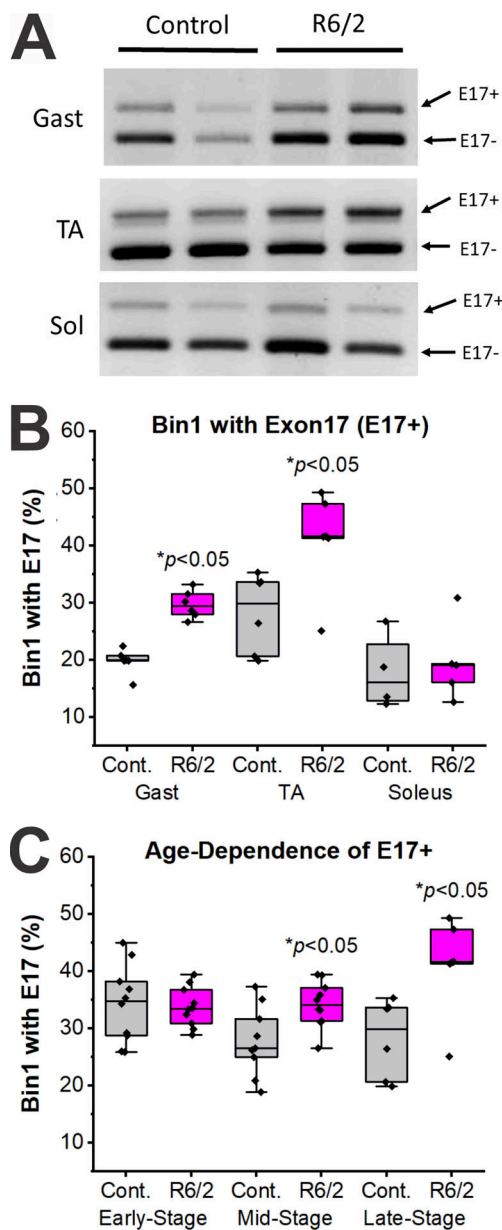 A
Control R6/2
Gast
E17+
E17-
TA
E17+
E17-
Sol
E17+
E17-
B
Bin1 with Exon17 (E17+)
Bin1 with E17 (%)
60
50
40
30
20
10
*p<0.05
*p<0.05
Cont. R6/2 Cont. R6/2 Cont. R6/2
Gast TA Soleus
C
Age-Dependence of E17+
Bin1 with E17 (%)
60
50
40
30
20
10
*p<0.05
*p<0.05
Cont. R6/2 Cont. R6/2 Cont. R6/2
Early-Stage Mid-Stage Late-Stage